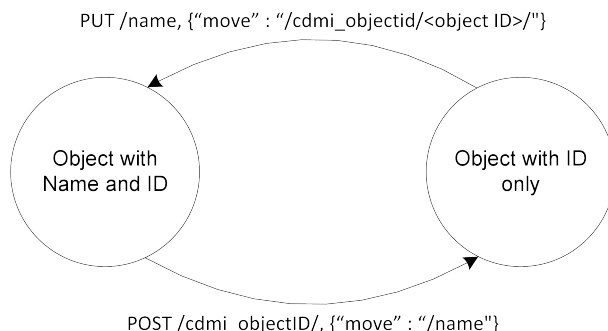 PUT /name, {“move” : “/cdmi_objectid/<object ID>/"}
Object with
Name and ID
Object with ID
only
POST /cdmi_objectID/, {“move” : “/name"}